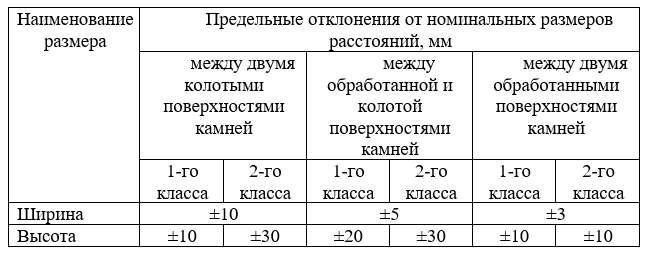 Наименование размера
Предельные отклонения от номинальных размеров расстояний, мм
между двумя колотыми поверхностями камней
между обработанной и колотой поверхностями камней
между двумя обработанными поверхностями камней
1-го класса
2-го класса
1-го класса
2-го класса
1-го класса
2-го класса
Ширина ±10 ±5 ±3
Высота ±10 ±30 ±20 ±30 ±10 ±10